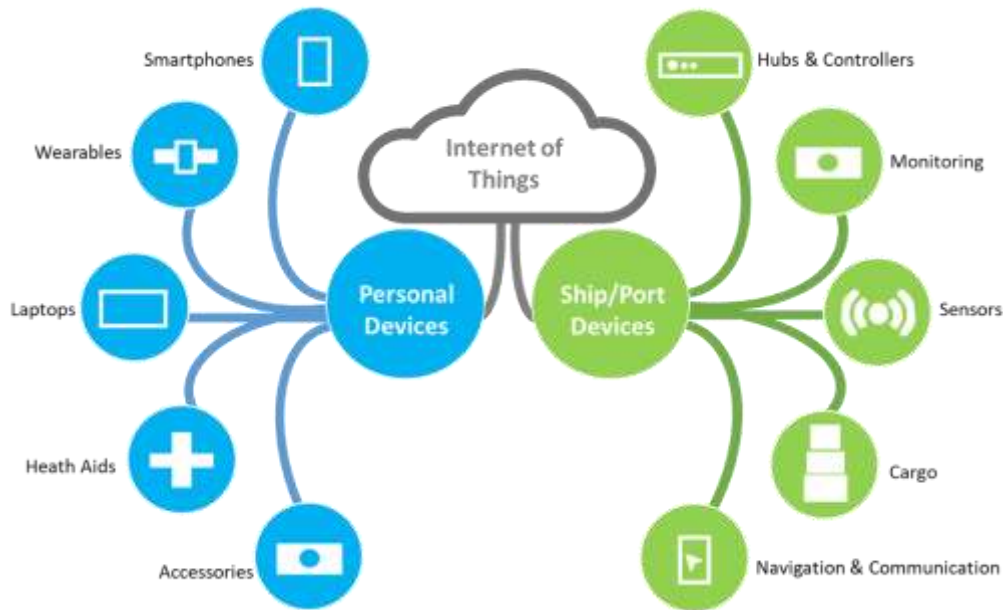 Smartphones
Hubs & Controllers
Internet of
Things
Wearables
Monitoring
Personal
Devices
Ship/Port
Devices
Laptops
Sensors
Heath Aids
Cargo
Accessories
Navigation & Communication